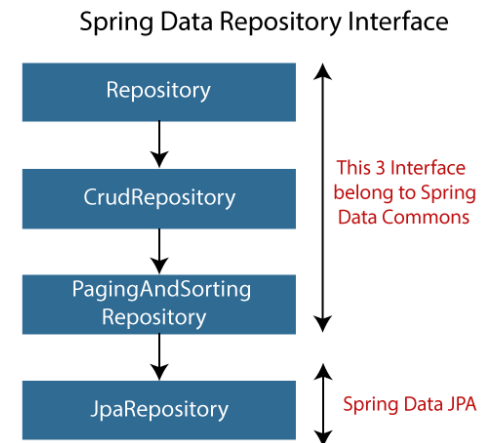 Spring Data Repository Interface
Repository
CrudRepository
This 3 Interface
belong to Spring
Data Commons
PagingAndSorting
Repository
JpaRepository
Spring Data JPA